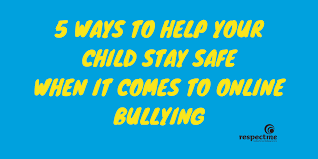 5 WAYS TO HELP YOUR
CHILD STAY SAFE
WHEN IT COMES TO ONLINE
BULLYING
respectme